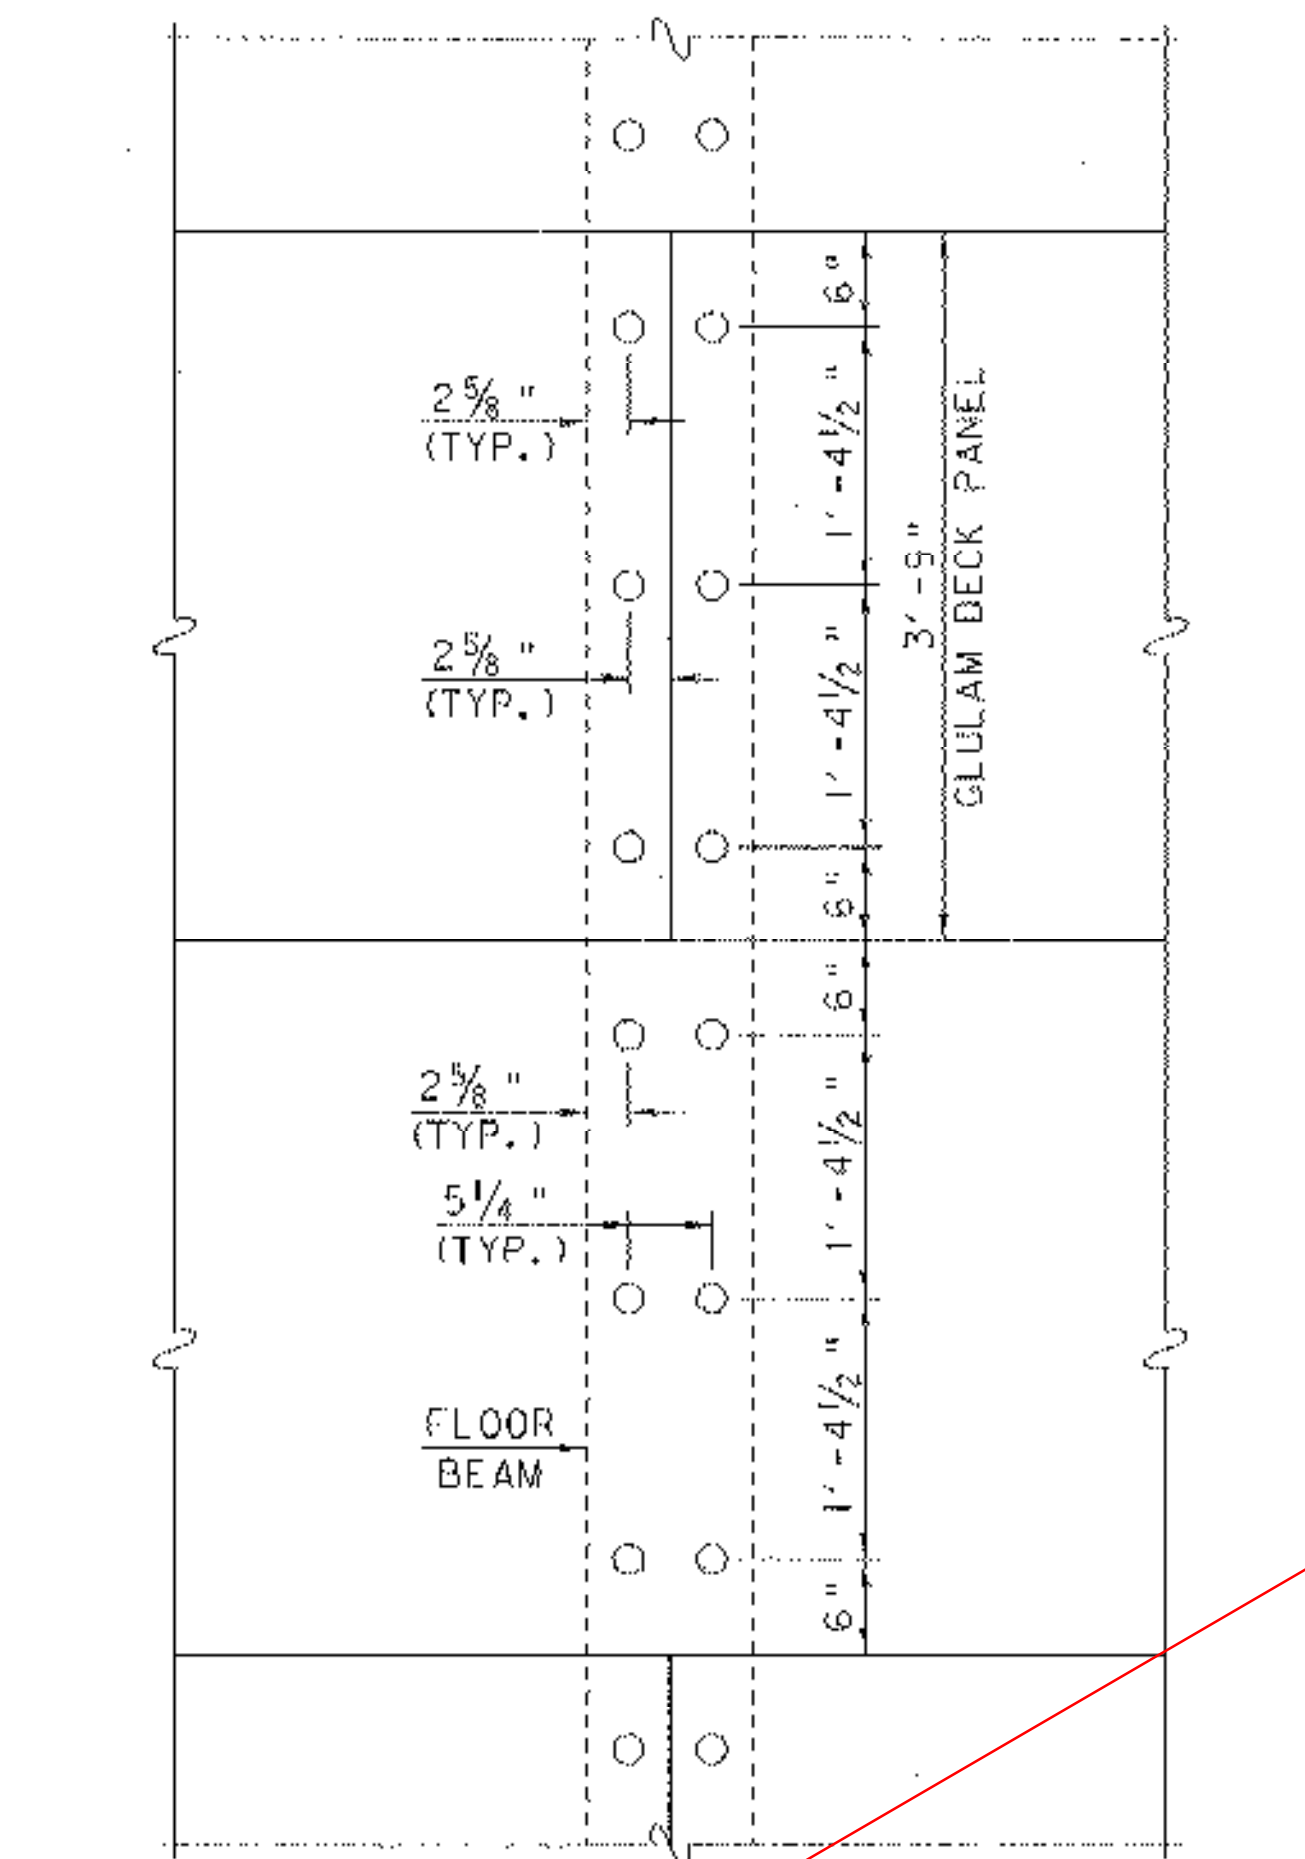 6"
2 5/8 "
(TYP.)
1'-4 1/2 "
3'-9"
GLULAM DECK PANEL
2 5/8 "
(TYP.)
1'-4 1/2 "
6"
6"
2 5/8 "
(TYP.)
1'-4 1/2 "
5 1/4 "
(TYP.)
FLOOR
BEAM
1'-4 1/2 "
6"